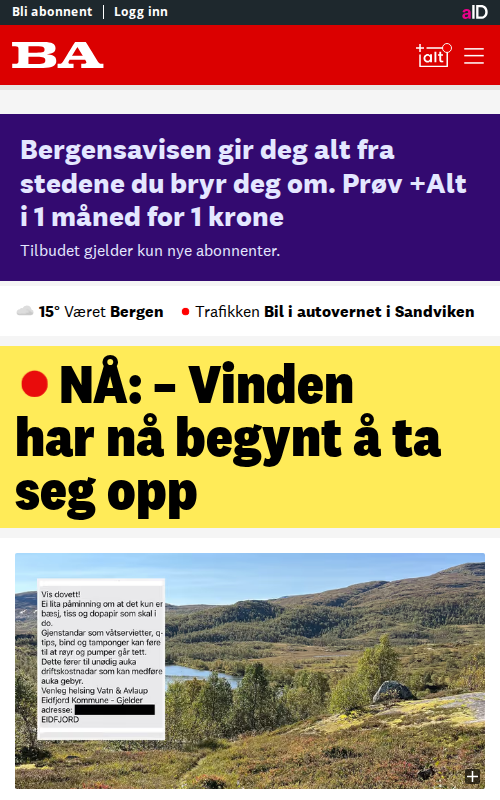 Bli abonnent | Logg inn
aID
BA
+alt
Bergensavisen gir deg alt fra
stedene du bryr deg om. Prøv +Alt
i 1 måned for 1 krone
Tilbudet gjelder kun nye abonnenter.
15° Været Bergen
Trafikken Bil i autovernet i Sandviken
NÅ: – Vinden
har nå begynt å ta
seg opp
Vis dovett!
Ei lita påminning om at det kun er
bæsj, tiss og dopapir som skal i
do.
Gjenstandar som våtservietter, q-
tips, bind og tamponger kan føre
til at røyr og pumper går tett.
Dette fører til unødig auka
driftskostnadar som kan medføre
auka gebyr.
Venleg helsing Vatn & Avlaup
Eidfjord Kommune - Gjelder
adresse:
EIDFJORD